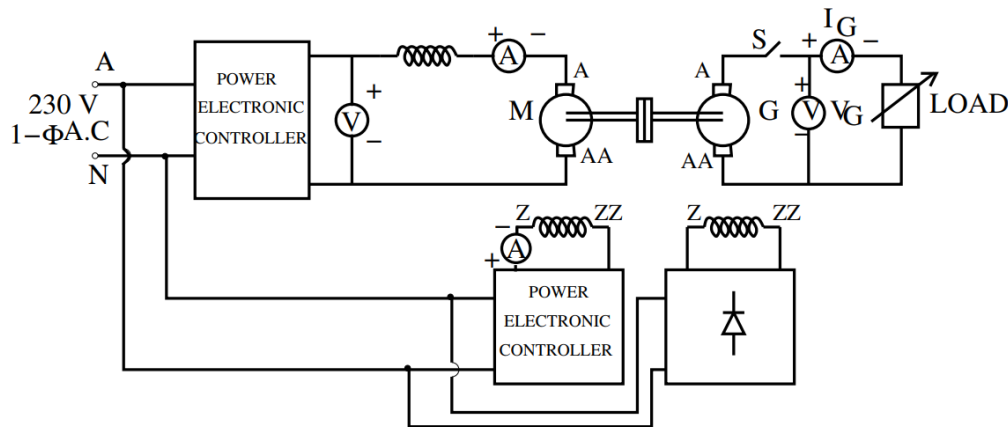 A
230 V
1-ΦA.C
N
POWER
ELECTRONIC
CONTROLLER
+
V
-
+ A -
A
M
AA
A
G
AA
S
+ I G -
A
+
V V G
-
LOAD
Z ZZ
-
A
+
POWER
ELECTRONIC
CONTROLLER
Z ZZ